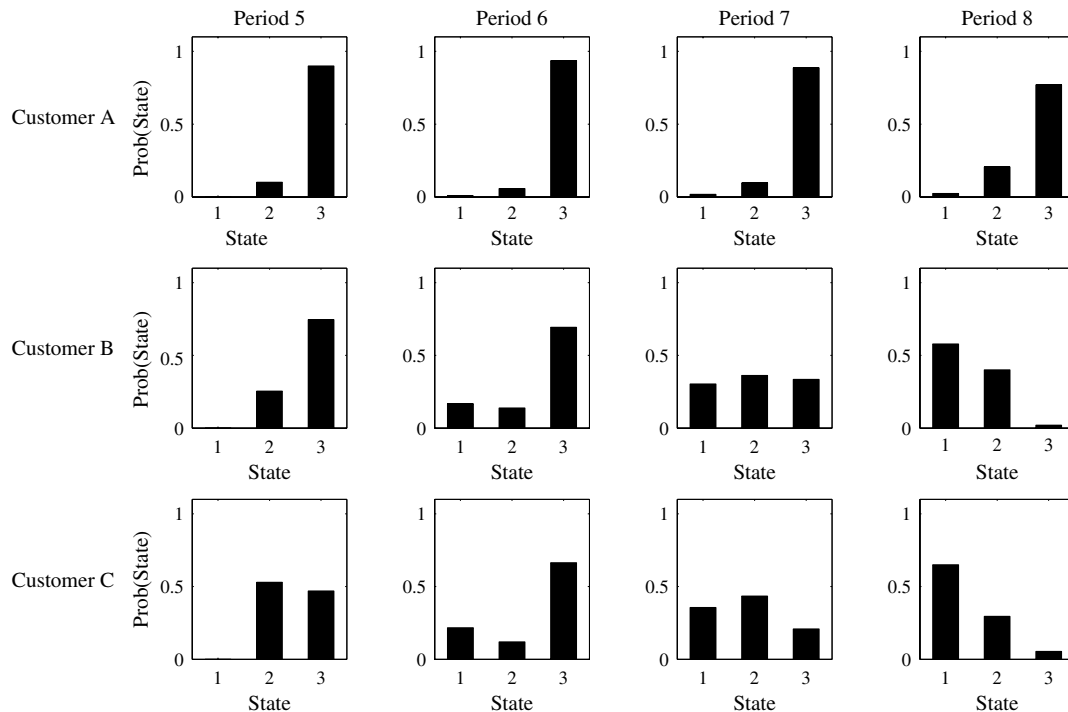 Period 5 Period 6 Period 7 Period 8
Customer A
Prob(State)
1 1 1 1
0.5 0.5 0.5 0.5
0 0 0 0
1 2 3 1 2 3 1 2 3 1 2 3
State State State State
Customer B
Prob(State)
1 1 1 1
0.5 0.5 0.5 0.5
0 0 0 0
1 2 3 1 2 3 1 2 3 1 2 3
State State State State
Customer C
Prob(State)
1 1 1 1
0.5 0.5 0.5 0.5
0 0 0 0
1 2 3 1 2 3 1 2 3 1 2 3
State State State State